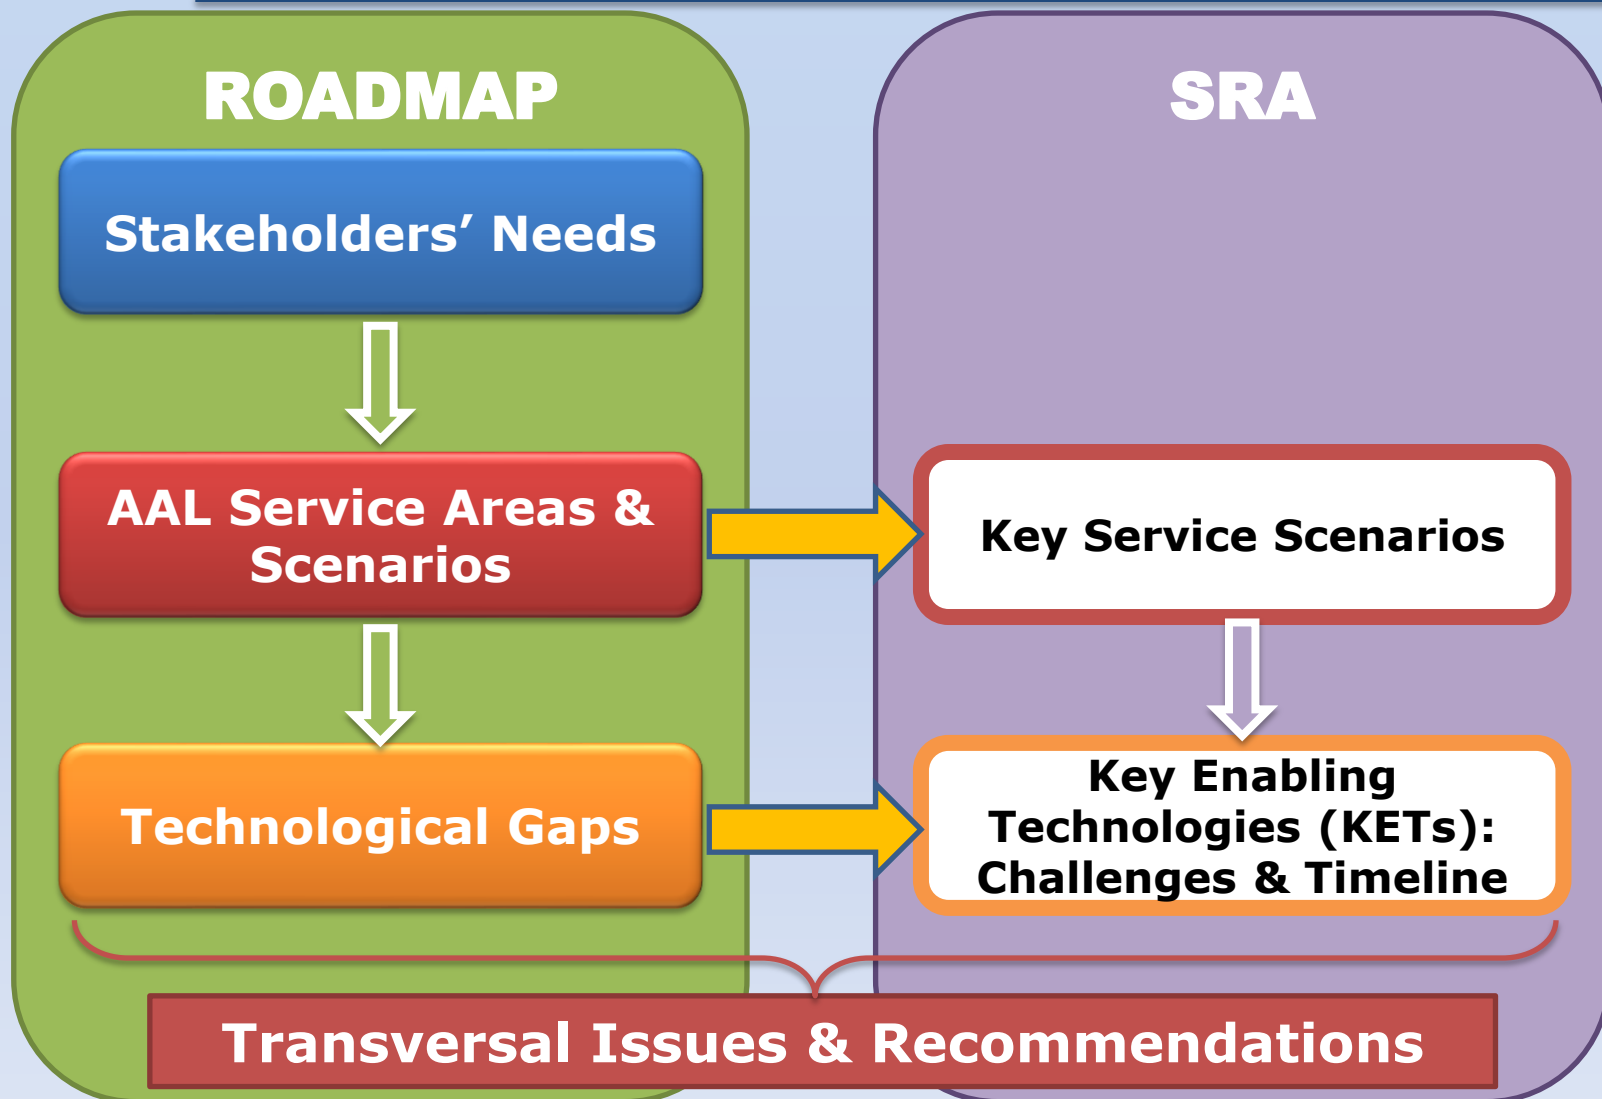 ROADMAP
Stakeholders’ Needs
AAL Service Areas &
Scenarios
Technological Gaps
SRA
Key Service Scenarios
Key Enabling
Technologies (KETs):
Challenges & Timeline
Transversal Issues & Recommendations